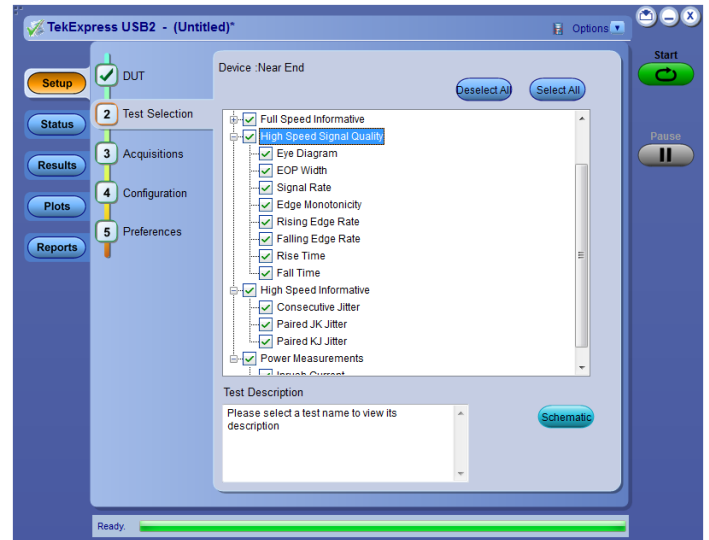 TekExpress USB2 - (Untitled)*
Options
Start
Pause
Setup
Status
Results
Plots
Reports
DUT
2 Test Selection
3 Acquisitions
4 Configuration
5 Preferences
Device :Near End
Deselect All
Select All
Full Speed Informative
High Speed Signal Quality
Eye Diagram
EOP Width
Signal Rate
Edge Monotonicity
Rising Edge Rate
Falling Edge Rate
Rise Time
Fall Time
High Speed Informative
Consecutive Jitter
Paired JK Jitter
Paired KJ Jitter
Power Measurements
Inrush Current
Test Description
Please select a test name to view its
description
Schematic
Ready.